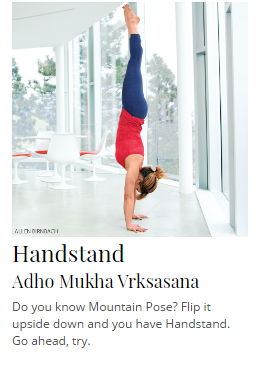 ALLEN BIRNBACH
Handstand
Adho Mukha Vrksasana
Do you know Mountain Pose? Flip it
upside down and you have Handstand.
Go ahead, try.